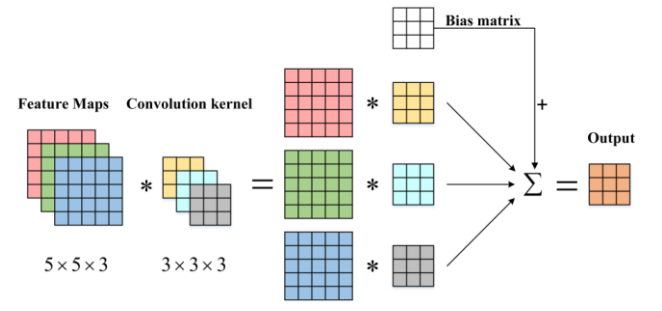 Bias matrix
Feature Maps
Convolution kernel
*
+
Output
*
=
*
Σ
=
*
5×5×3
3×3×3